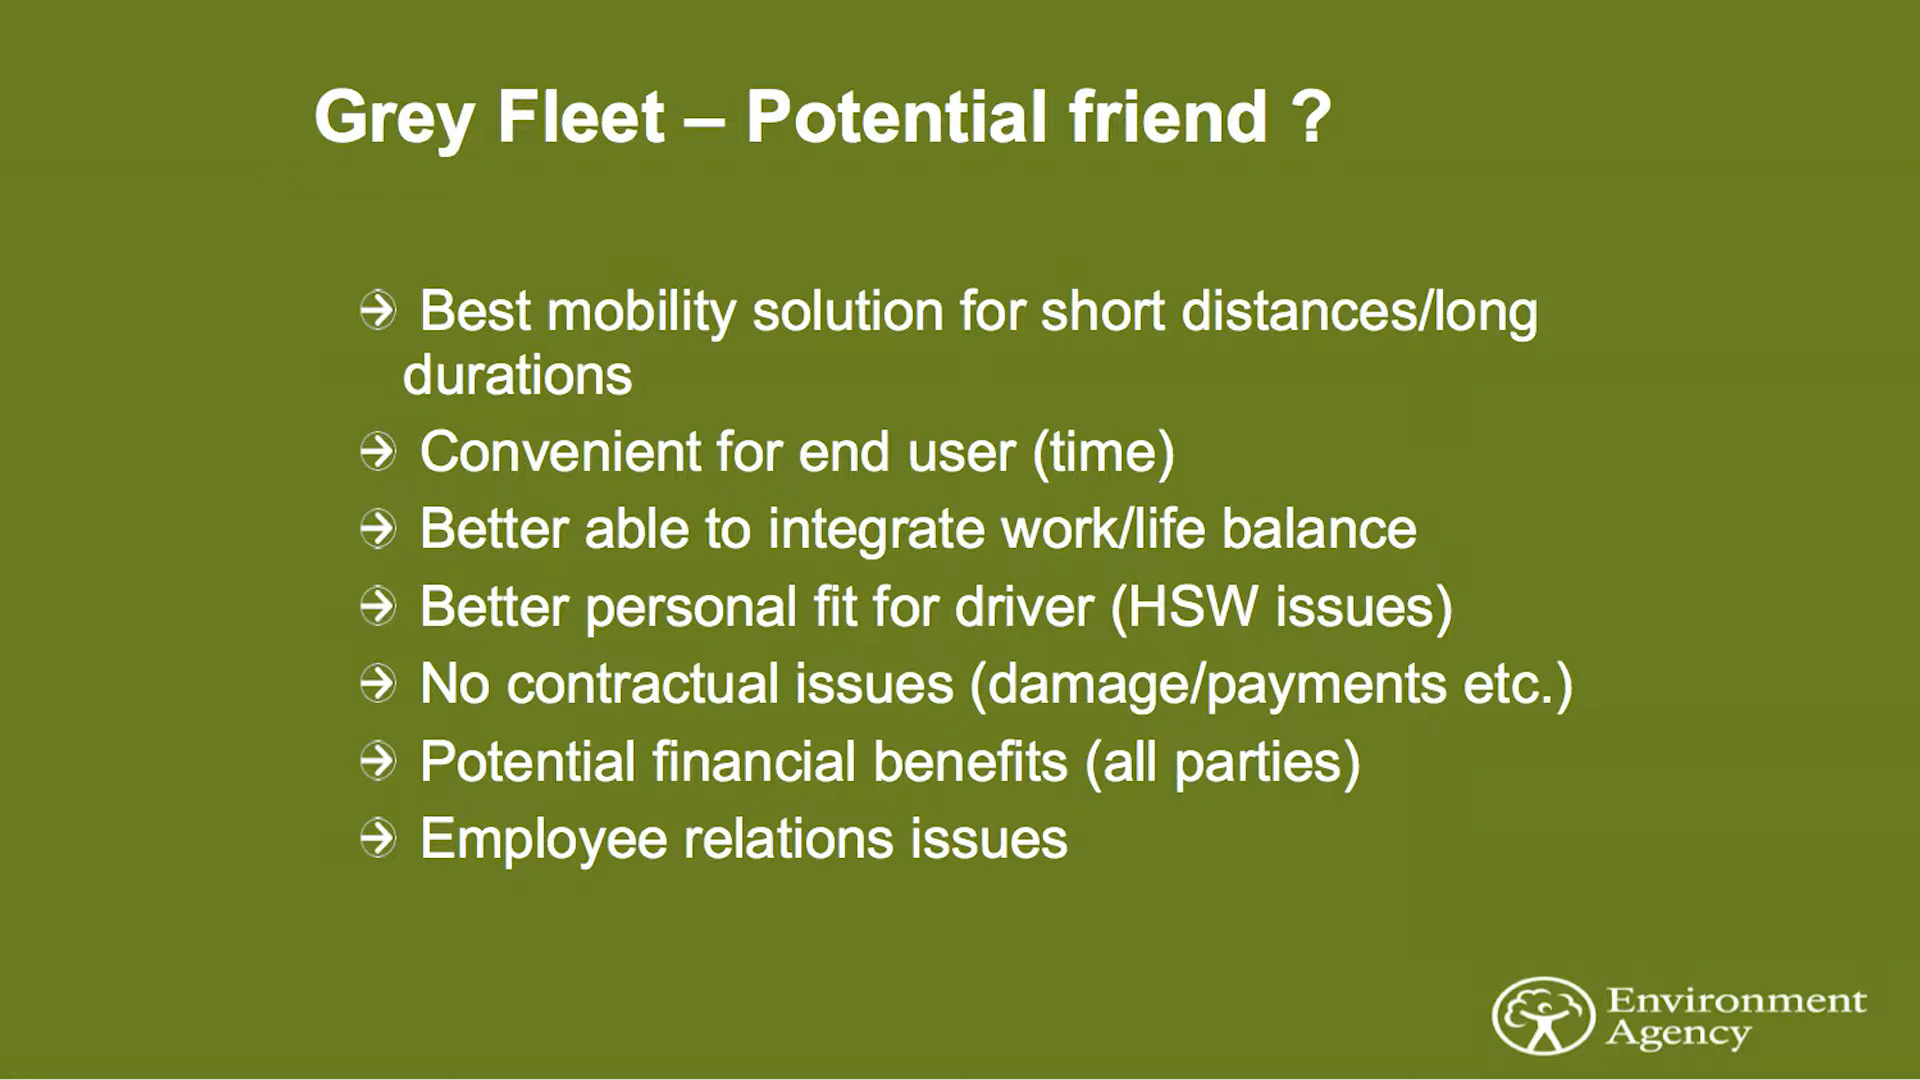 Grey Fleet – Potential friend ?
Best mobility solution for short distances/long
durations
Convenient for end user (time)
Better able to integrate work/life balance
Better personal fit for driver (HSW issues)
No contractual issues (damage/payments etc.)
Potential financial benefits (all parties)
Employee relations issues
Environment
Agency